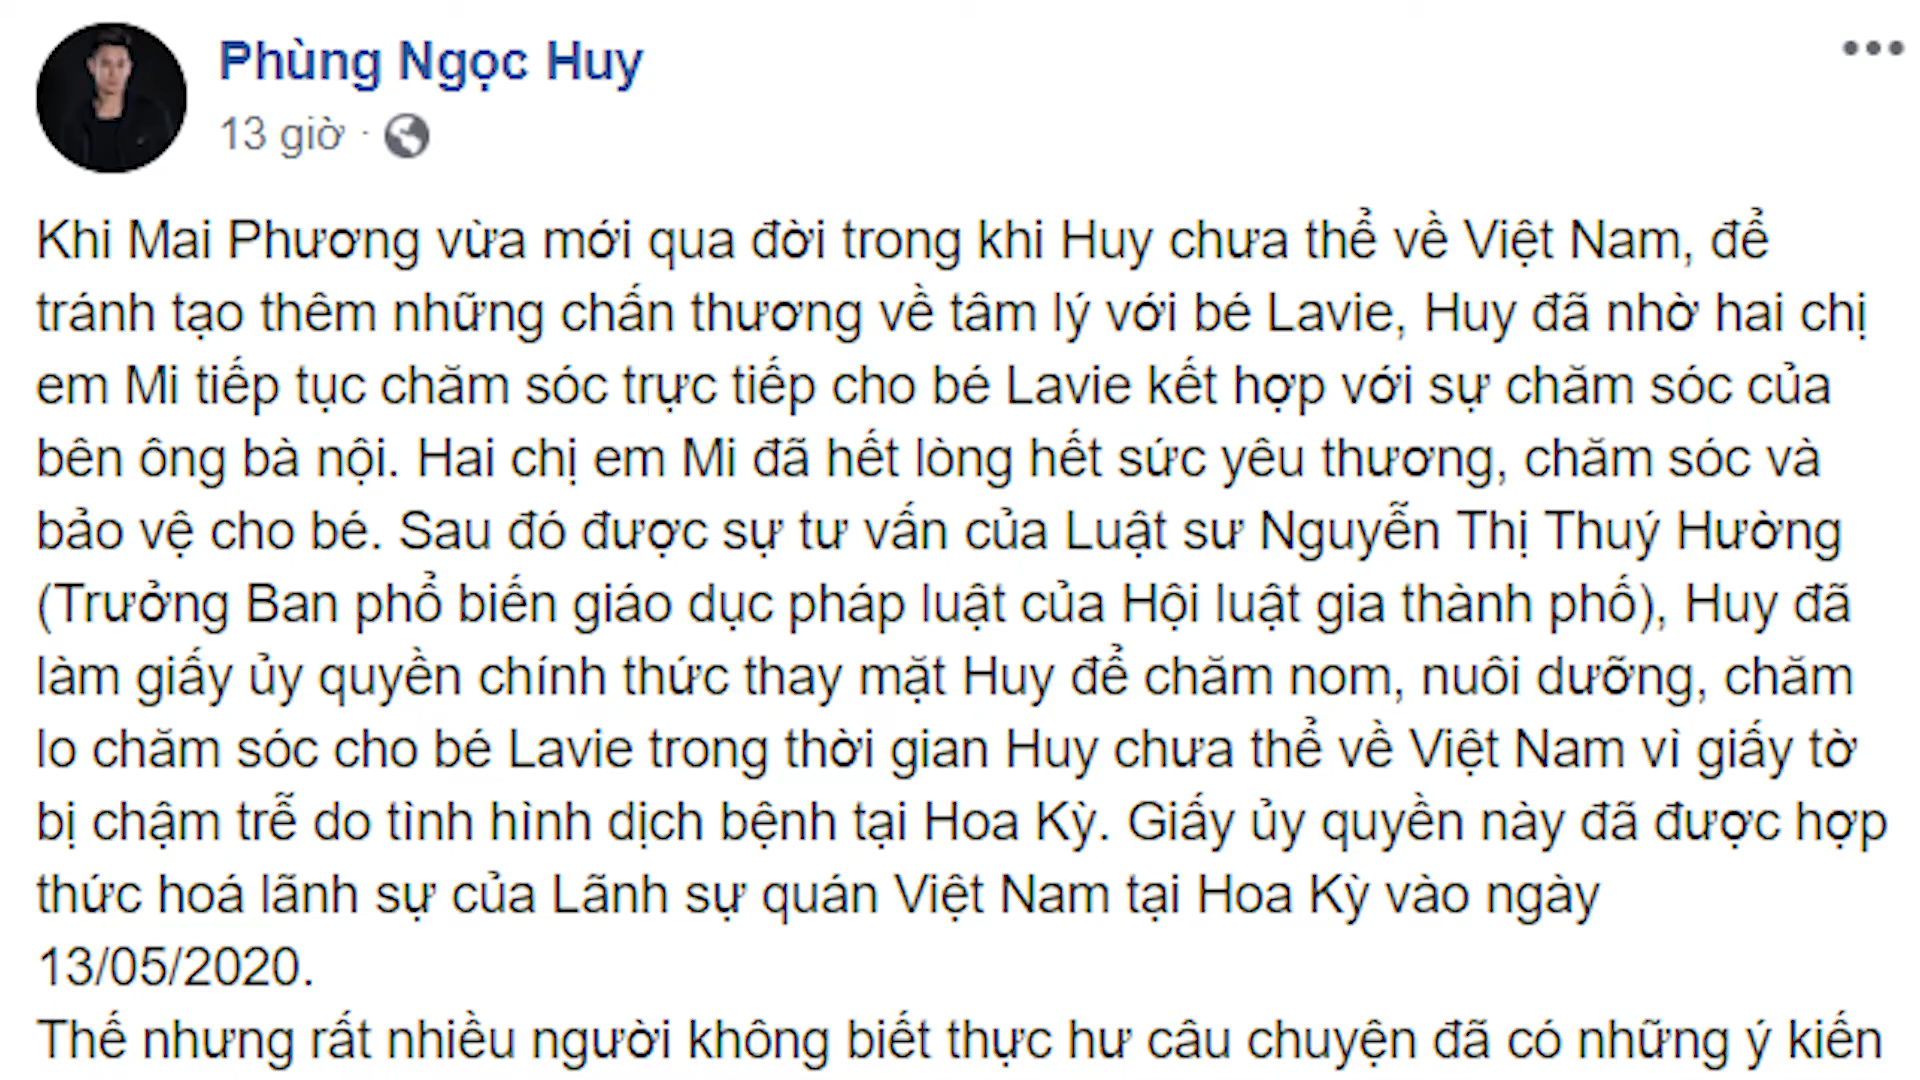 Phùng Ngọc Huy
13 giờ ·
Khi Mai Phương vừa mới qua đời trong khi Huy chưa thể về Việt Nam, để
tránh tạo thêm những chấn thương về tâm lý với bé Lavie, Huy đã nhờ hai chị
em Mi tiếp tục chăm sóc trực tiếp cho bé Lavie kết hợp với sự chăm sóc của
bên ông bà nội. Hai chị em Mi đã hết lòng hết sức yêu thương, chăm sóc và
bảo vệ cho bé. Sau đó được sự tư vấn của Luật sư Nguyễn Thị Thuý Hường
(Trưởng Ban phổ biến giáo dục pháp luật của Hội luật gia thành phố), Huy đã
làm giấy ủy quyền chính thức thay mặt Huy để chăm nom, nuôi dưỡng, chăm
lo chăm sóc cho bé Lavie trong thời gian Huy chưa thể về Việt Nam vì giấy tờ
bị chậm trễ do tình hình dịch bệnh tại Hoa Kỳ. Giấy ủy quyền này đã được hợp
thức hoá lãnh sự của Lãnh sự quán Việt Nam tại Hoa Kỳ vào ngày
13/05/2020.
Thế nhưng rất nhiều người không biết thực hư câu chuyện đã có những ý kiến